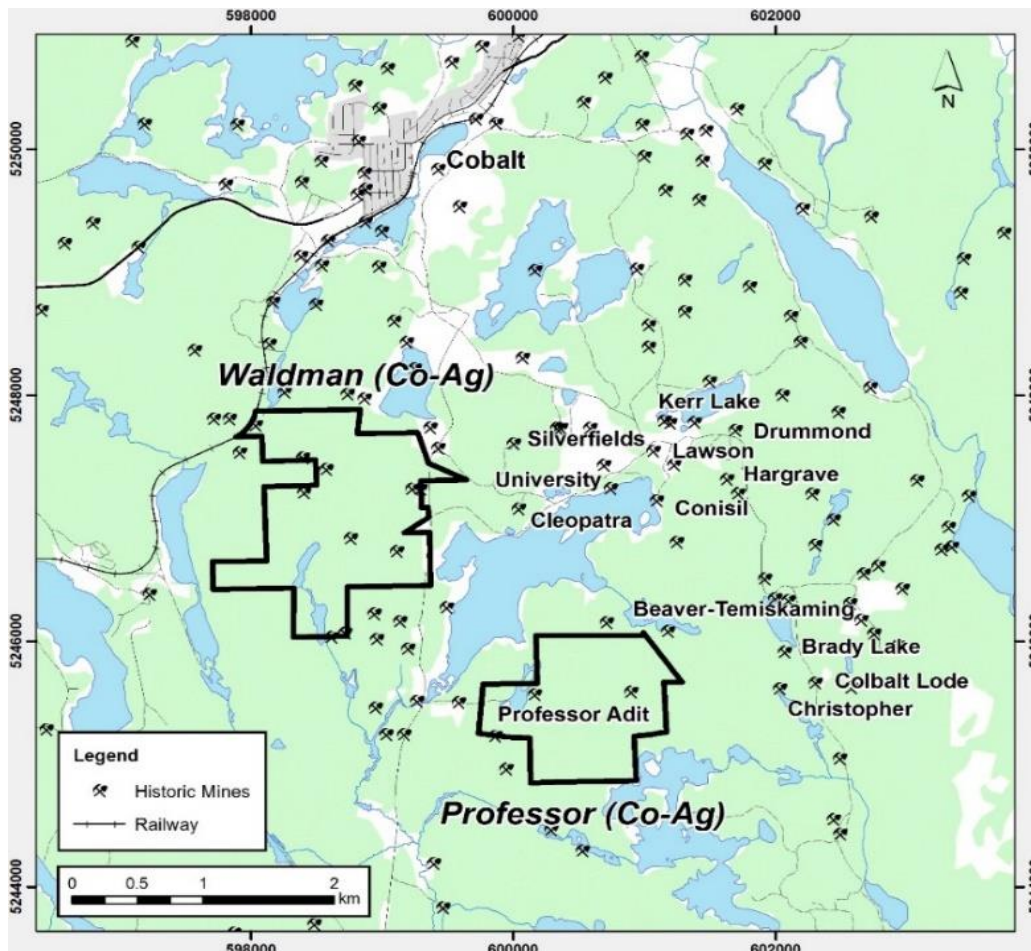 598000
600000
602000
N
5250000
Cobalt
Waldman (Co-Ag)
5248000
Kerr Lake
Silverfields
Drummond
Lawson
University
Hargrave
Cleopatra
Conisil
Beaver-Temiskaming
5246000
Brady Lake
Colbalt Lode
Professor Adit
Christopher
Legend
Historic Mines
Railway
Professor (Co-Ag)
0 0.5 1 2
km
5244000
598000
600000
602000